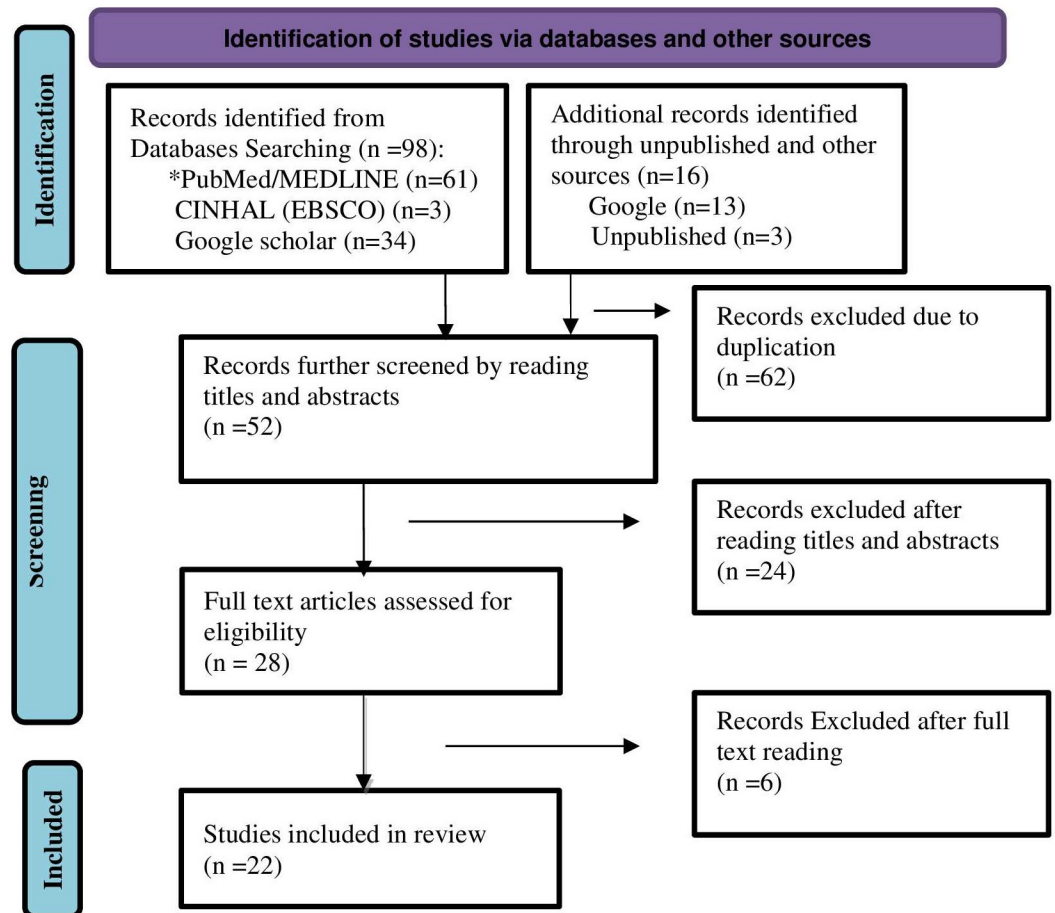 Identification of studies via databases and other sources
Identification
Records identified from
Databases Searching (n =98):
*PubMed/MEDLINE (n=61)
CINHAL (EBSCO) (n=3)
Google scholar (n=34)
Additional records identified
through unpublished and other
sources (n=16)
Google (n=13)
Unpublished (n=3)
Records excluded due to
duplication
(n =62)
Screening
Records further screened by reading
titles and abstracts
(n =52)
Records excluded after
reading titles and abstracts
(n =24)
Full text articles assessed for
eligibility
(n = 28)
Records Excluded after full
text reading
(n =6)
Included
Studies included in review
(n =22)